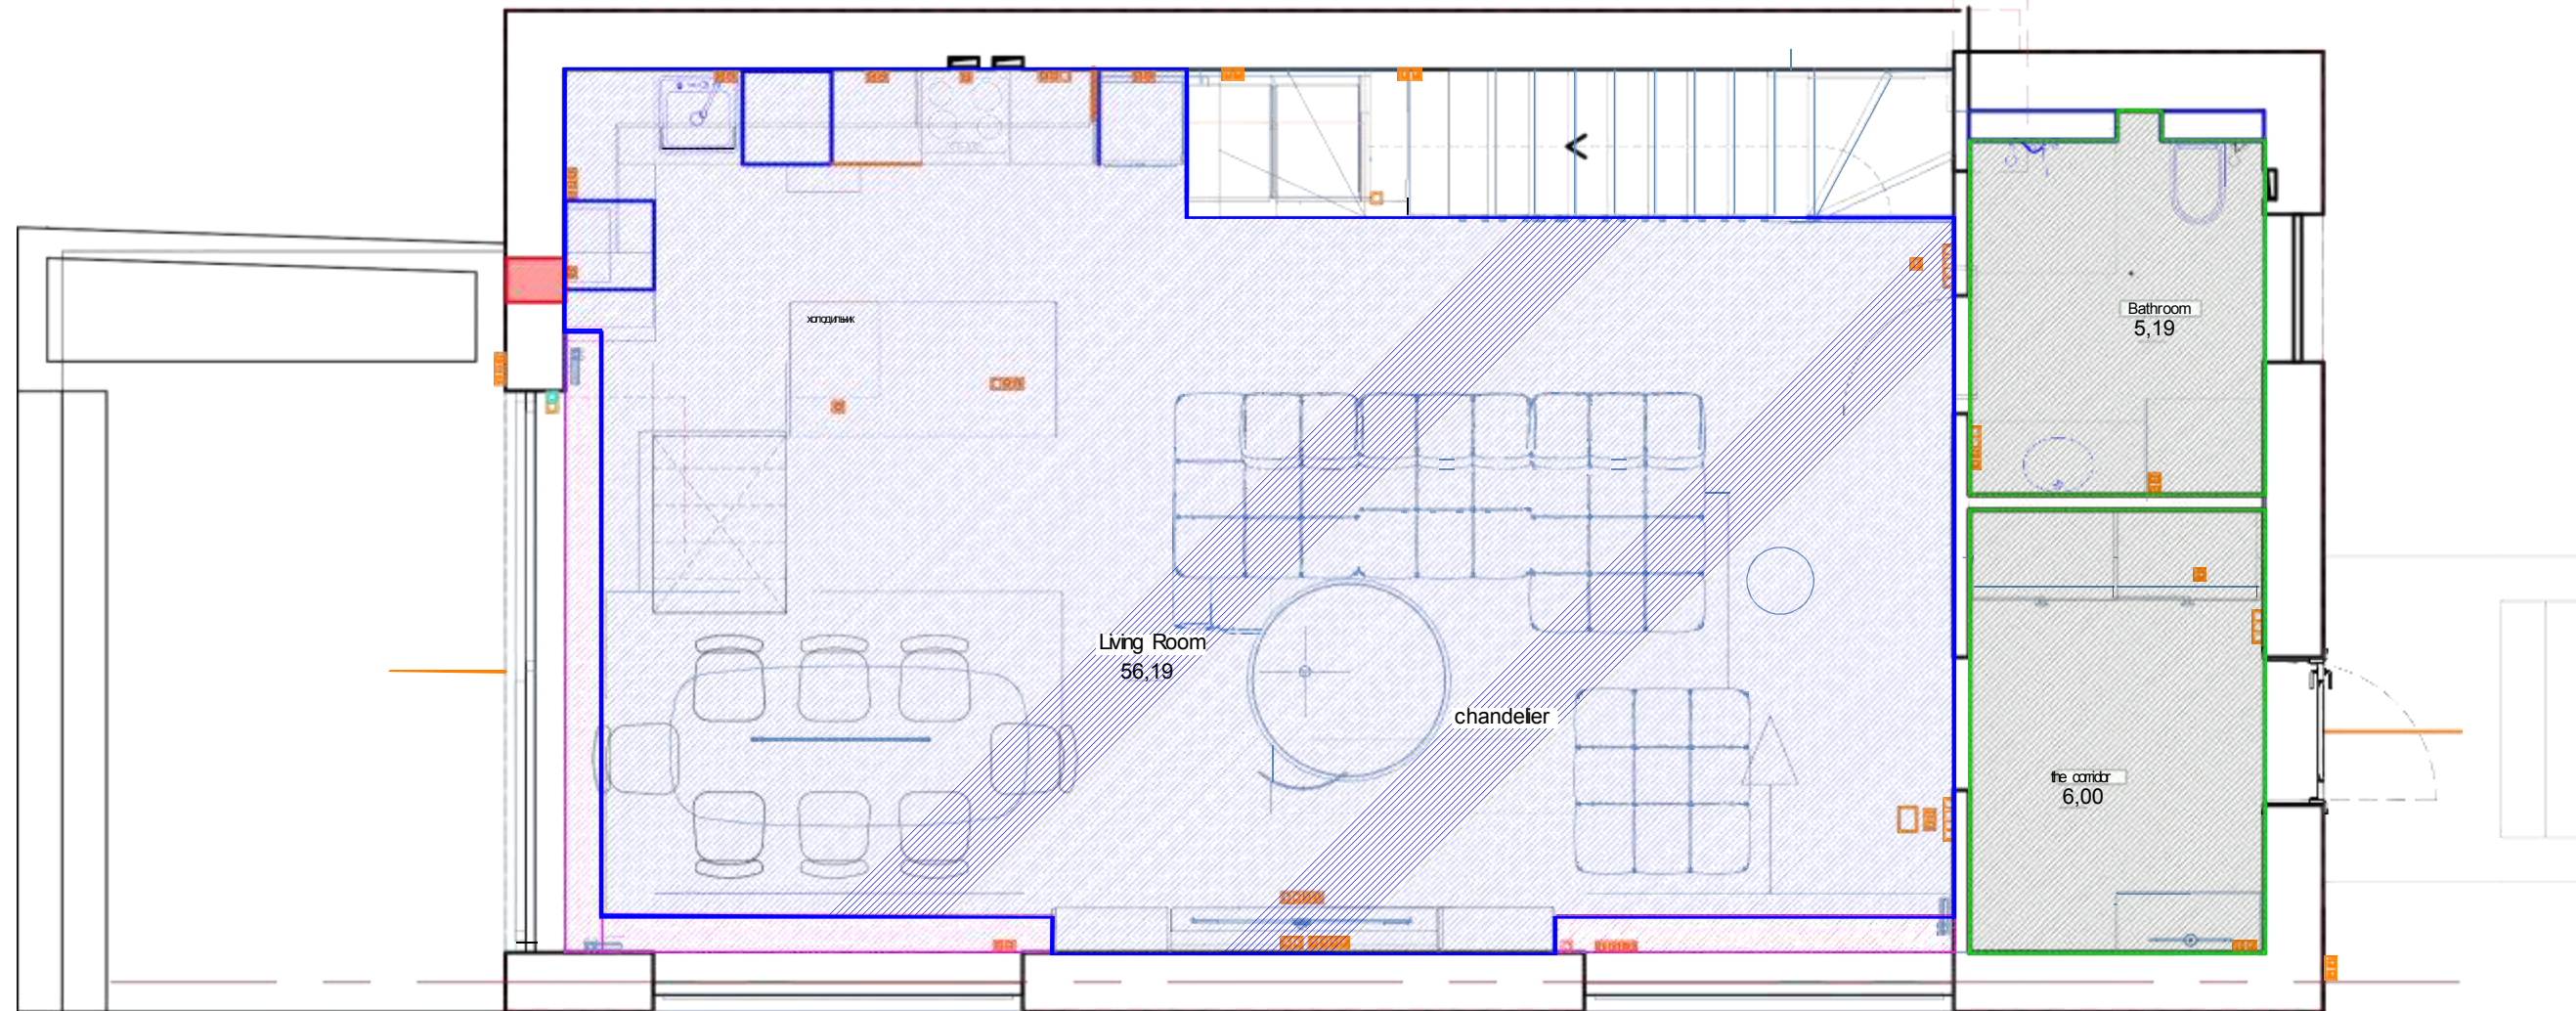 холодильник
Bathroom
5,19
Living Room
56,19
chandelier
the corridor
6,00